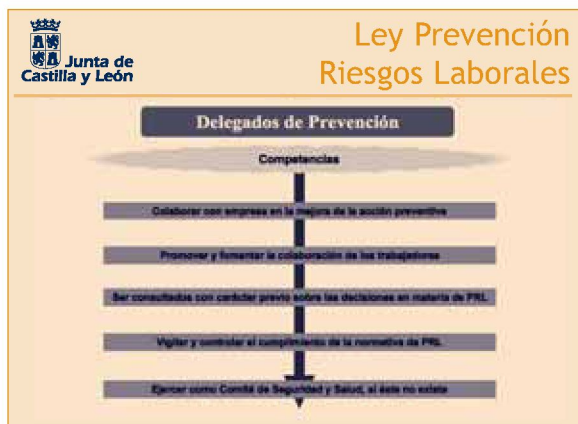 Junta de
Castilla y León
Ley Prevención
Riesgos Laborales
Delegados de Prevención
Competencias
Colaborar con empresa en la mejora de la acción preventiva
Promover y fomentar la colaboración de los trabajadores
Ser consultados con carácter previo sobre las decisiones en materia de PRL
Vigilar y controlar el cumplimiento de la normativa de PRL
Ejercer como Comité de Seguridad y Salud, si éste no existe